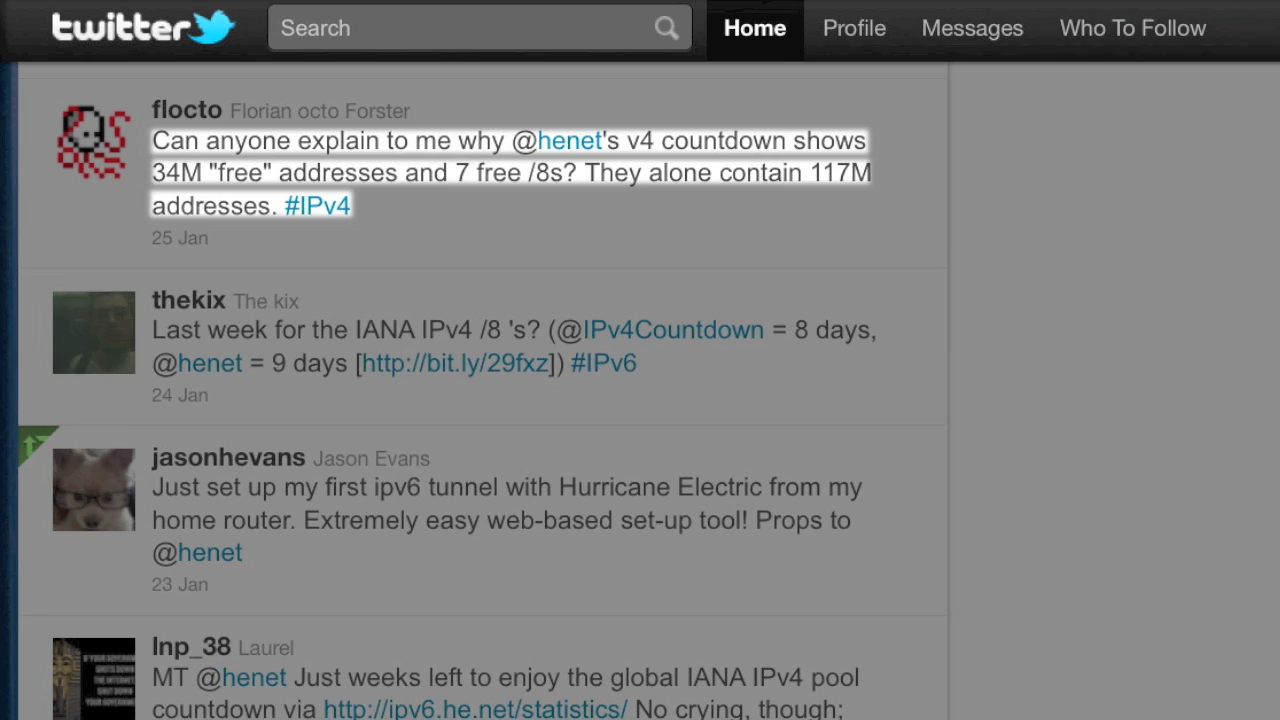 twitter Search Home Profile Messages Who To Follow
flocto Florian octo Forster
Can anyone explain to me why @henet's v4 countdown shows
34M "free" addresses and 7 free /8s? They alone contain 117M
addresses. #IPv4
25 Jan
thekix The kix
Last week for the IANA IPv4 /8 's? (@IPv4Countdown = 8 days,
@henet = 9 days [http://bit.ly/29fxz]) #IPv6
24 Jan
jasonhevans Jason Evans
Just set up my first ipv6 tunnel with Hurricane Electric from my
home router. Extremely easy web-based set-up tool! Props to
@henet
23 Jan
lnp_38 Laurel
MT @henet Just weeks left to enjoy the global IANA IPv4 pool
countdown via http://ipv6.he.net/statistics/ No crying, though;